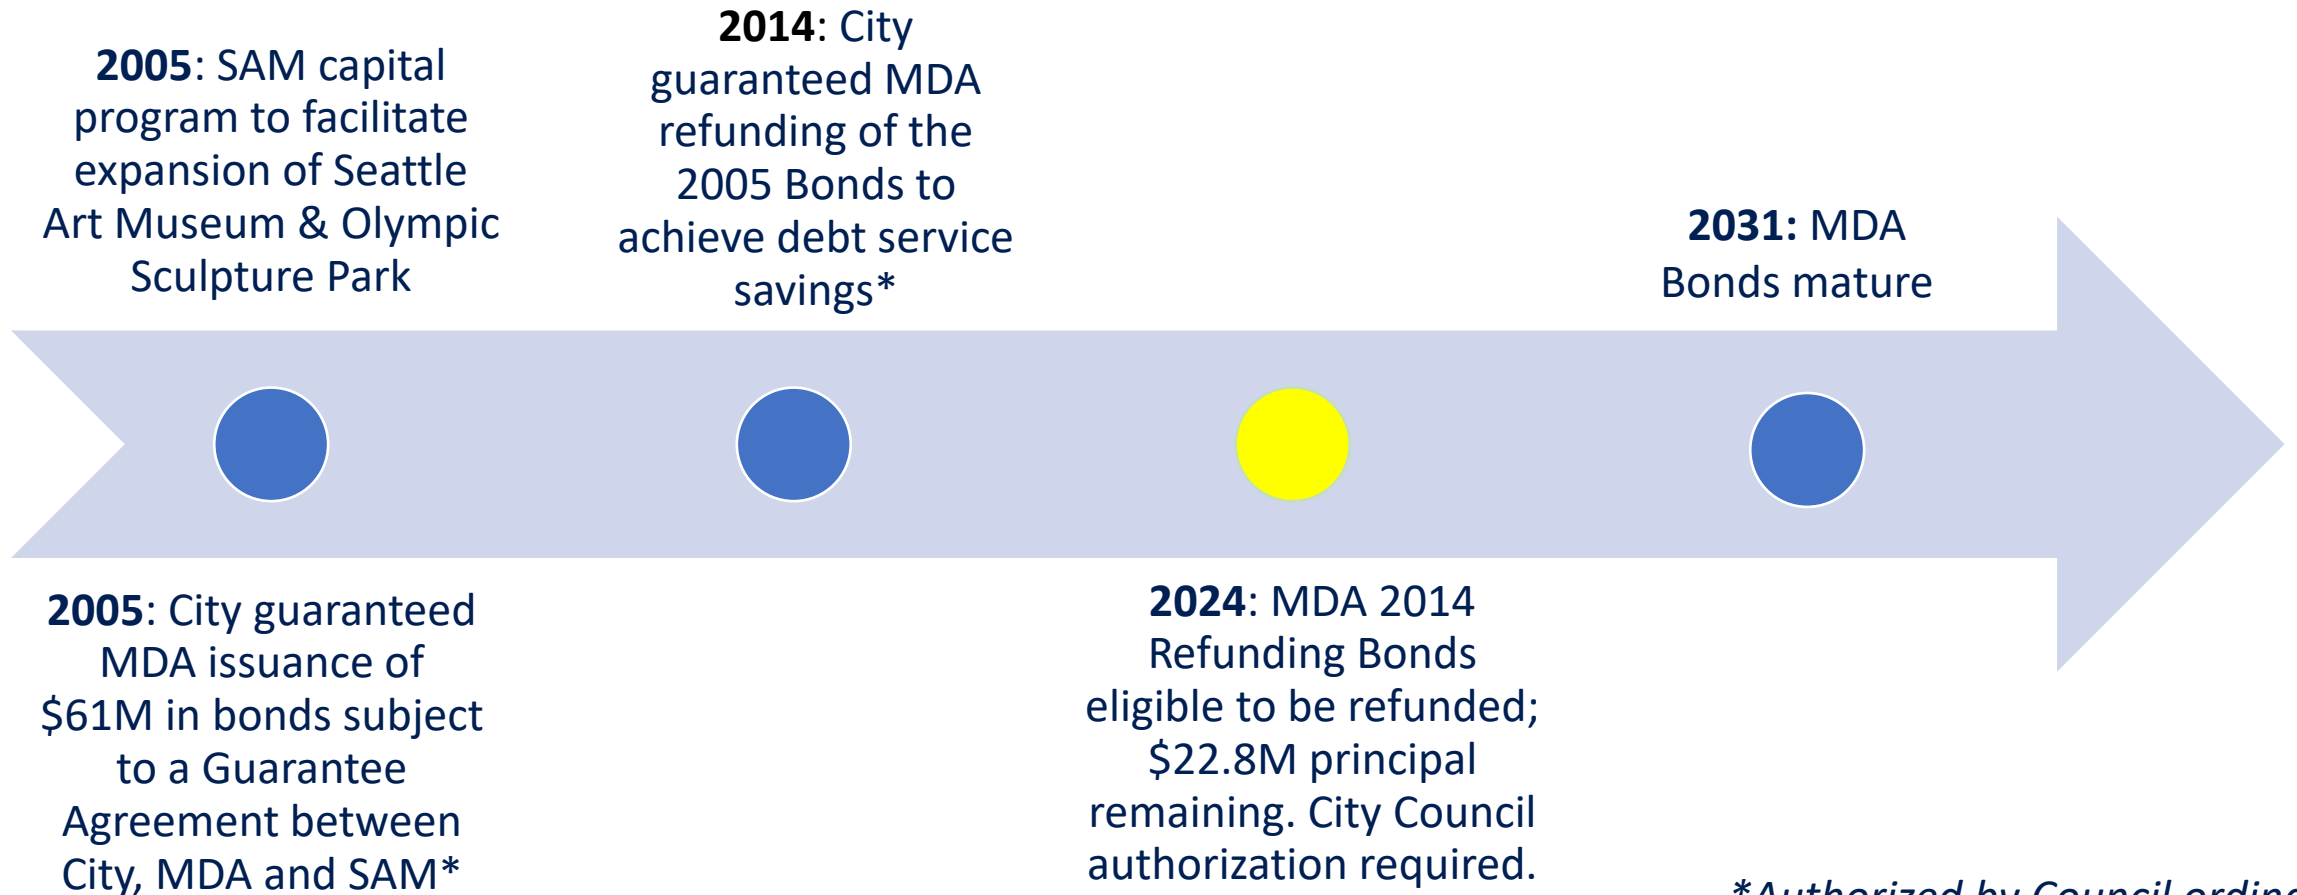 2005: SAM capital
program to facilitate
expansion of Seattle
Art Museum & Olympic
Sculpture Park
2014: City
guaranteed MDA
refunding of the
2005 Bonds to
achieve debt service
savings*
2031: MDA
Bonds mature
2005: City guaranteed
MDA issuance of
$61M in bonds subject
to a Guarantee
Agreement between
City, MDA and SAM*
2024: MDA 2014
Refunding Bonds
eligible to be refunded;
$22.8M principal
remaining. City Council
authorization required.
*Authorized by Council